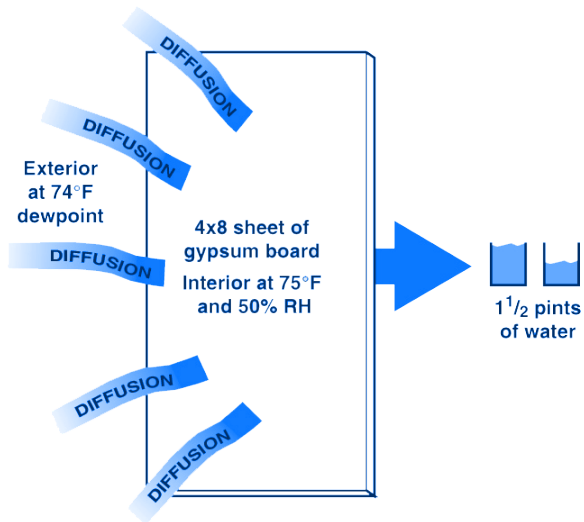 DIFFUSION
DIFFUSION
Exterior
at 74°F
dewpoint
DIFFUSION
4x8 sheet of
gypsum board
Interior at 75°F
and 50% RH
1 1/2 pints
of water
DIFFUSION
DIFFUSION